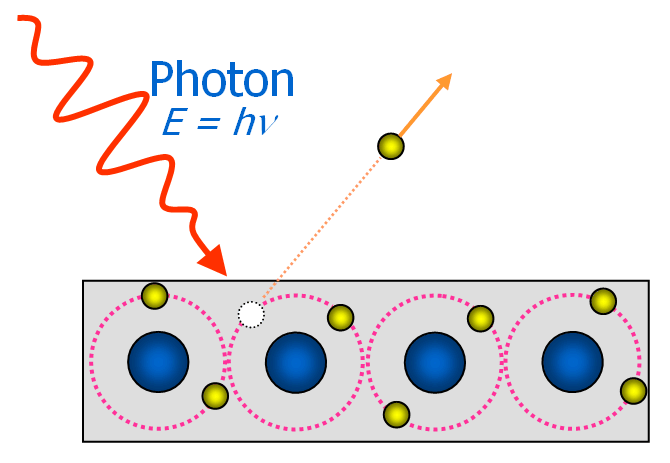 Photon
E = hν